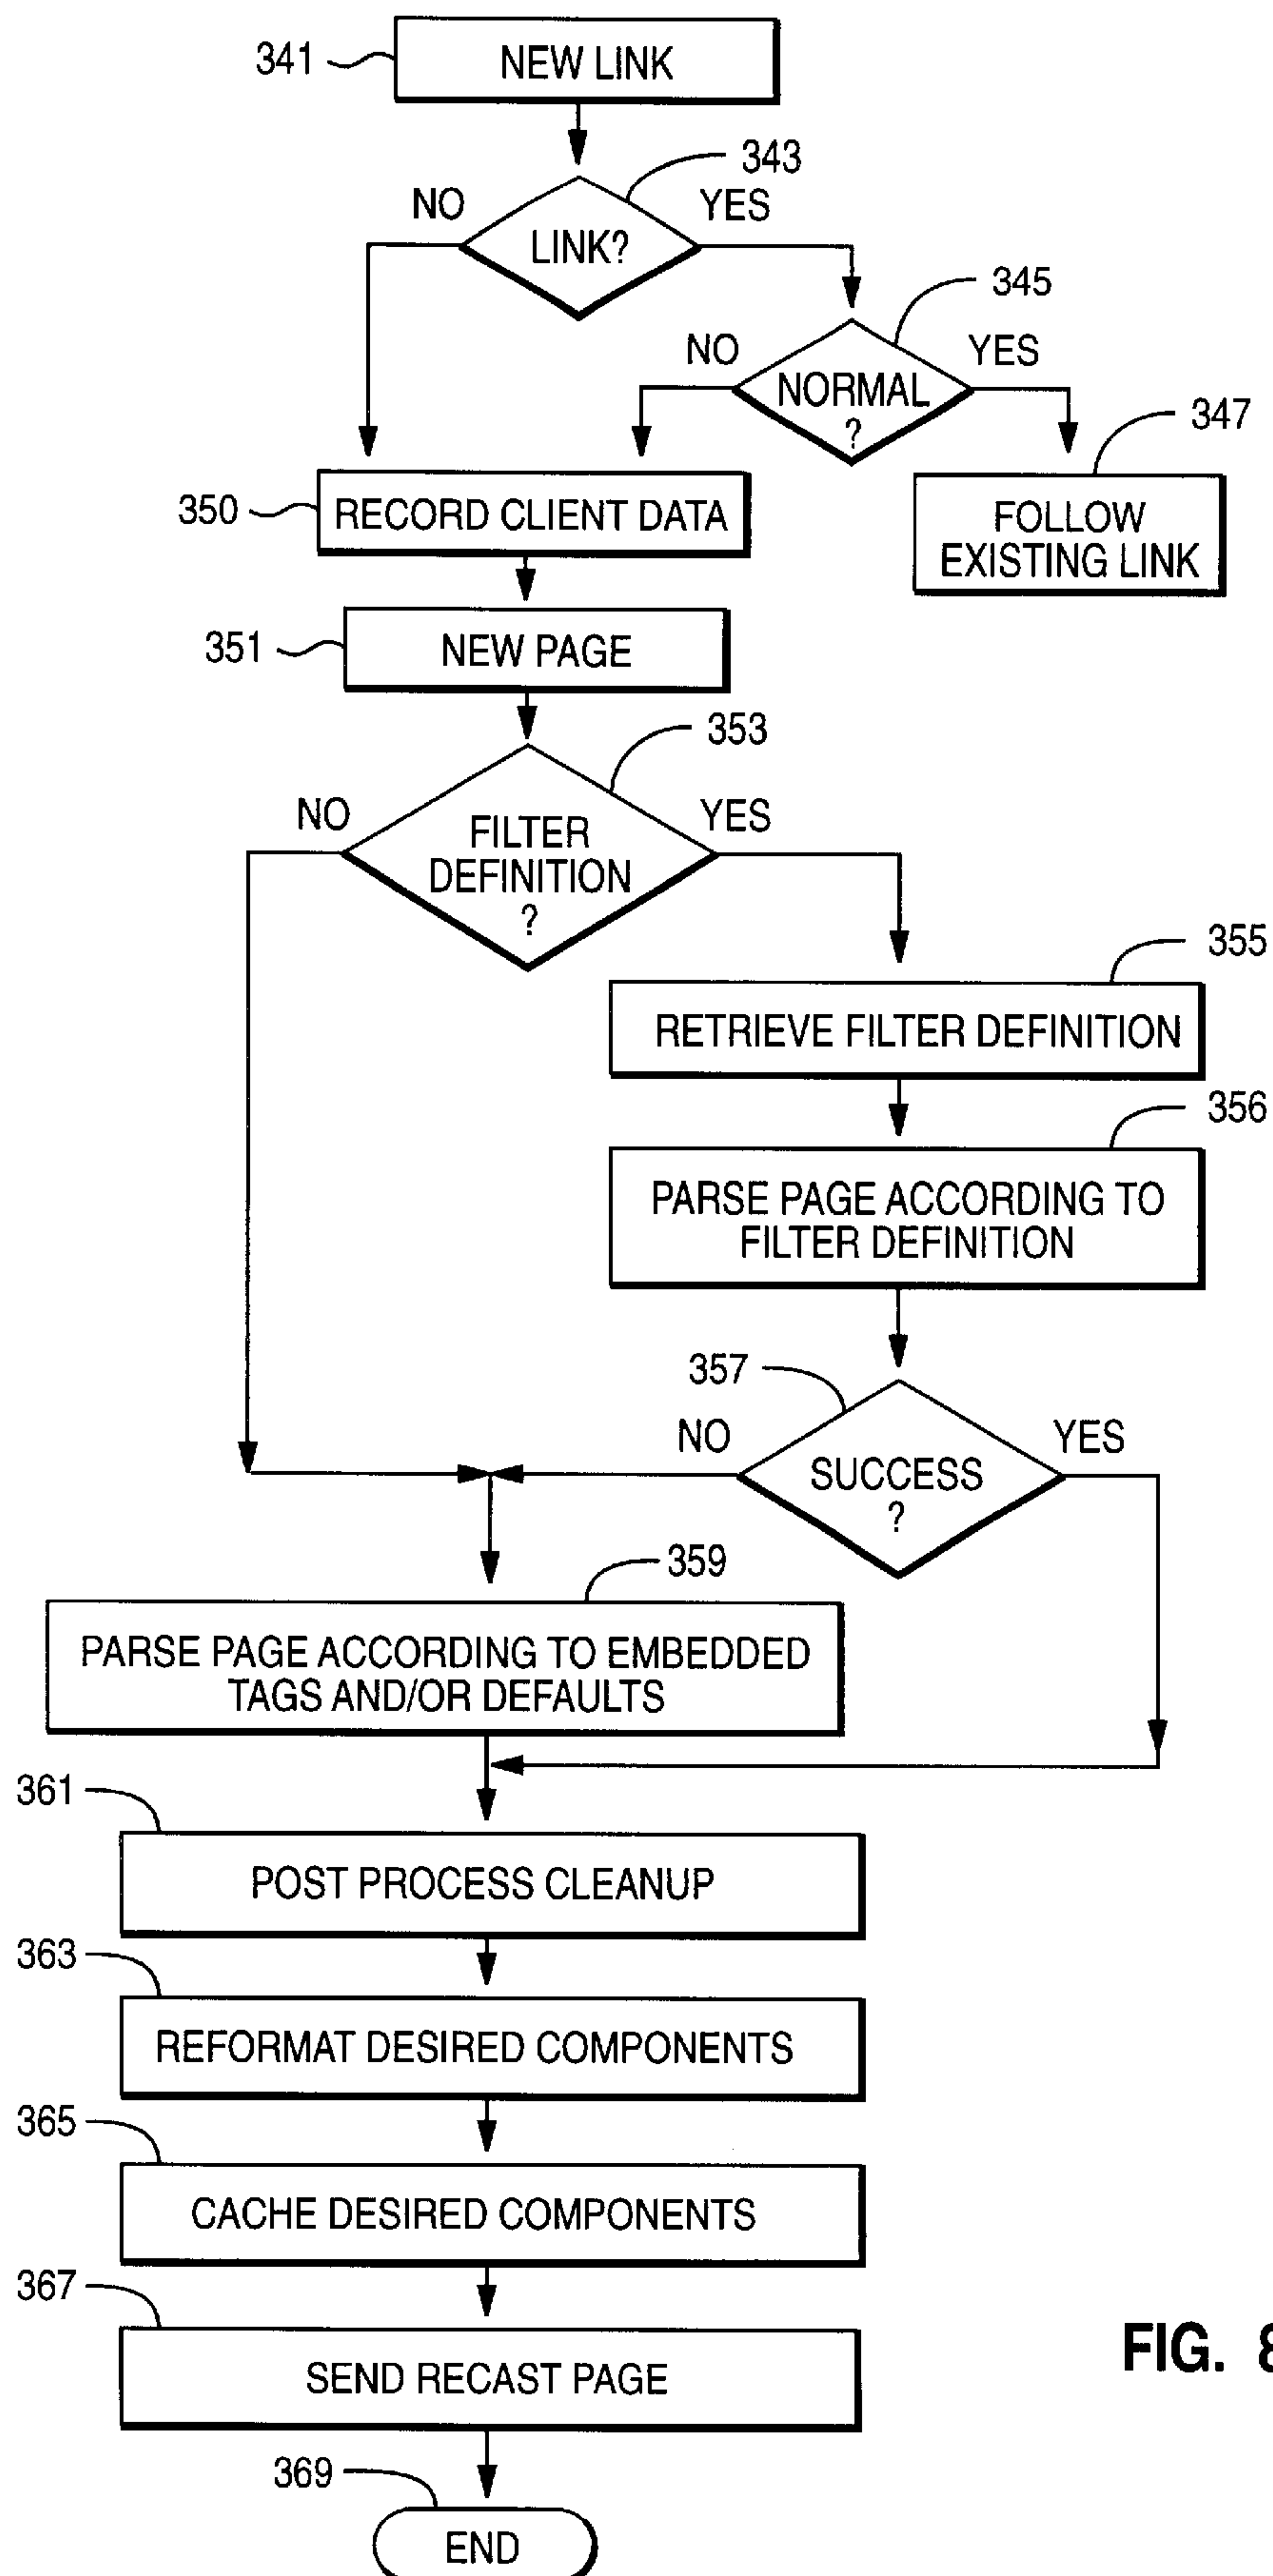 341
NEW LINK
343
NO
YES
LINK?
345
NO
YES
NORMAL
?
347
350
RECORD CLIENT DATA
FOLLOW
EXISTING LINK
351
NEW PAGE
353
NO
YES
FILTER
DEFINITION
?
355
RETRIEVE FILTER DEFINITION
356
PARSE PAGE ACCORDING TO
FILTER DEFINITION
357
NO
YES
SUCCESS
?
359
PARSE PAGE ACCORDING TO EMBEDDED
TAGS AND/OR DEFAULTS
361
POST PROCESS CLEANUP
363
REFORMAT DESIRED COMPONENTS
365
CACHE DESIRED COMPONENTS
367
SEND RECAST PAGE
FIG. 8
369
END